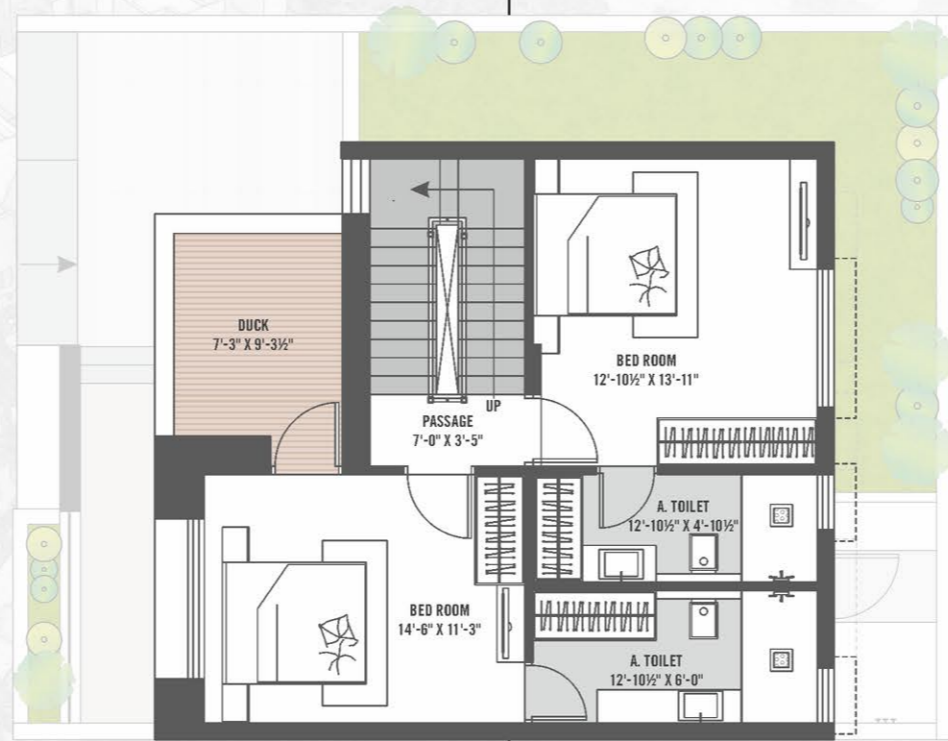 DUCK
7'-3" X 9'-3½"
BED ROOM
12'-10½" X 13'-11"
UP
PASSAGE
7'-0" X 3'-5"
A. TOILET
12'-10½" X 4'-10½"
BED ROOM
14'-6" X 11'-3"
A. TOILET
12'-10½" X 6'-0"